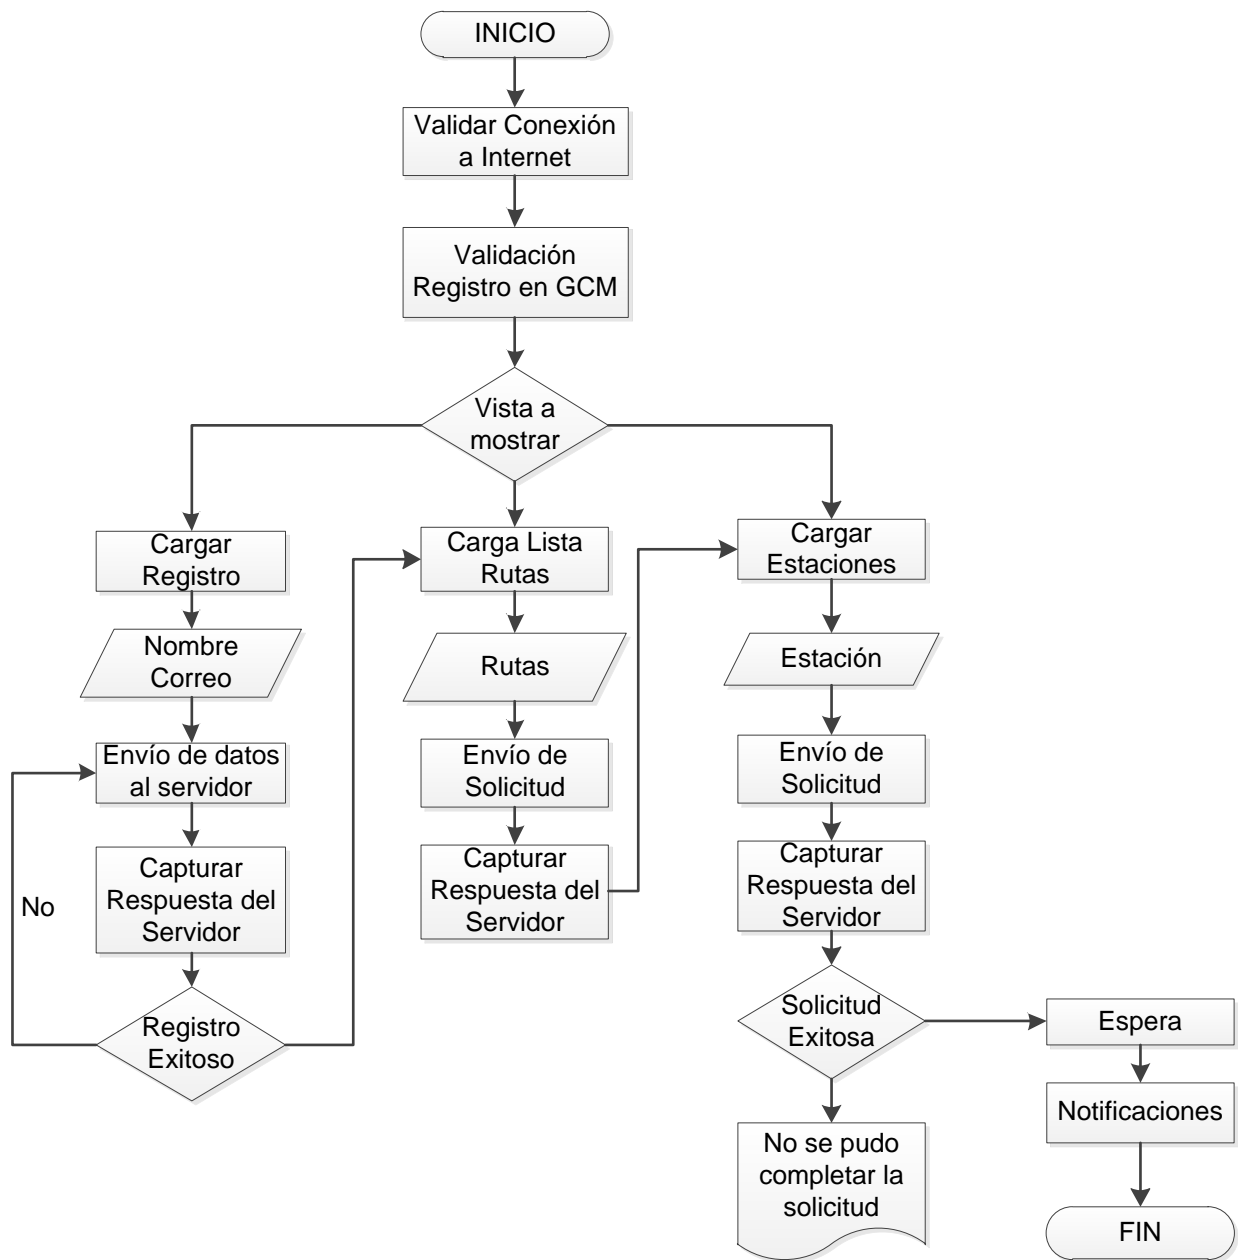 INICIO
Validar Conexión
a Internet
Validación
Registro en GCM
Vista a
mostrar
Cargar
Registro
Nombre
Correo
Envío de datos
al servidor
Capturar
Respuesta del
Servidor
No
Registro
Exitoso
Carga Lista
Rutas
Rutas
Envío de
Solicitud
Capturar
Respuesta del
Servidor
Cargar
Estaciones
Estación
Envío de
Solicitud
Capturar
Respuesta del
Servidor
Solicitud
Exitosa
No se pudo
completar la
solicitud
Espera
Notificaciones
FIN